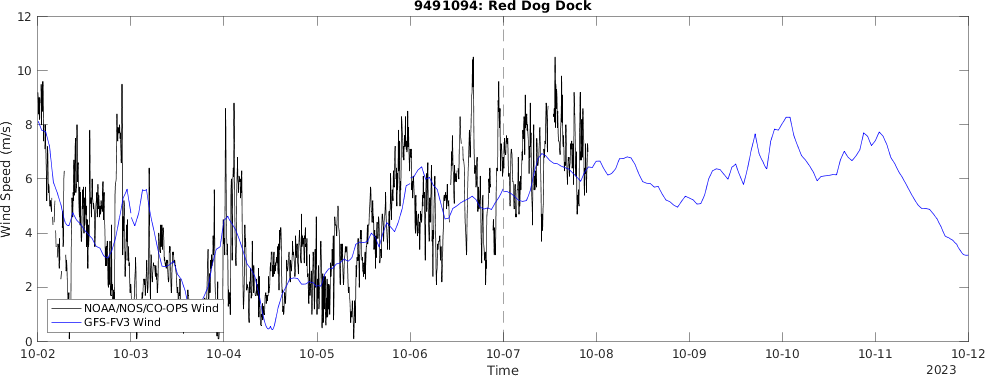 9491094: Red Dog Dock
12
10
8
6
4
2
0
Wind Speed (m/s)
NOAA/NOS/CO-OPS Wind
GFS-FV3 Wind
10-02 10-03 10-04 10-05 10-06 10-07 10-08 10-09 10-10 10-11 10-12
Time
2023